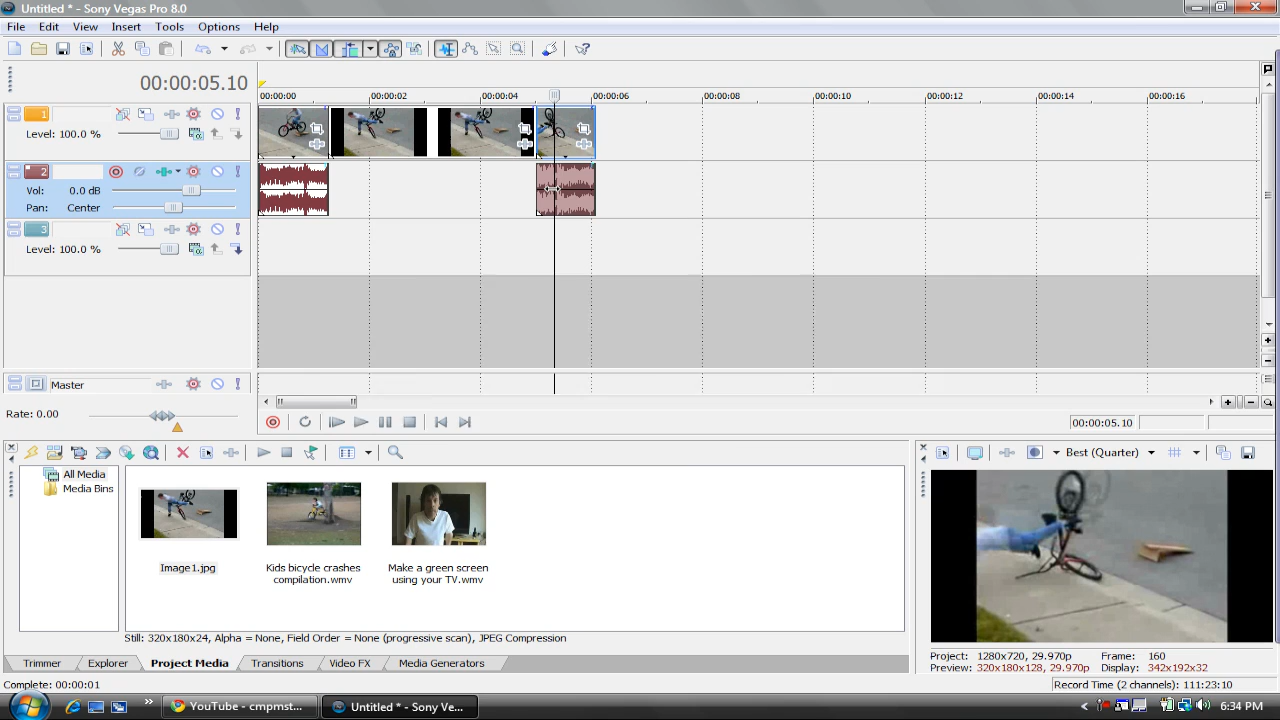 Untitled * - Sony Vegas Pro 8.0
File Edit View Insert Tools Options Help
00:00:05.10
00:00:00 00:00:02 00:00:04 00:00:06 00:00:08 00:00:10 00:00:12 00:00:14 00:00:16
1
Level: 100.0 %
2
Vol: 0.0 dB
Pan: Center
3
Level: 100.0 %
Master
Rate: 0.00
00:00:05.10
All Media
Media Bins
Best (Quarter)
Image1.jpg
Kids bicycle crashes
compilation.wmv
Make a green screen
using your TV.wmv
Still: 320x180x24, Alpha = None, Field Order = None (progressive scan), JPEG Compression
Trimmer Explorer Project Media Transitions Video FX Media Generators
Project: 1280x720, 29.970p Frame: 160
Preview: 320x180x128, 29.970p Display: 342x192x32
Complete: 00:00:01
Record Time (2 channels): 111:23:10
YouTube - cmpmst...
Untitled * - Sony Ve...
6:34 PM